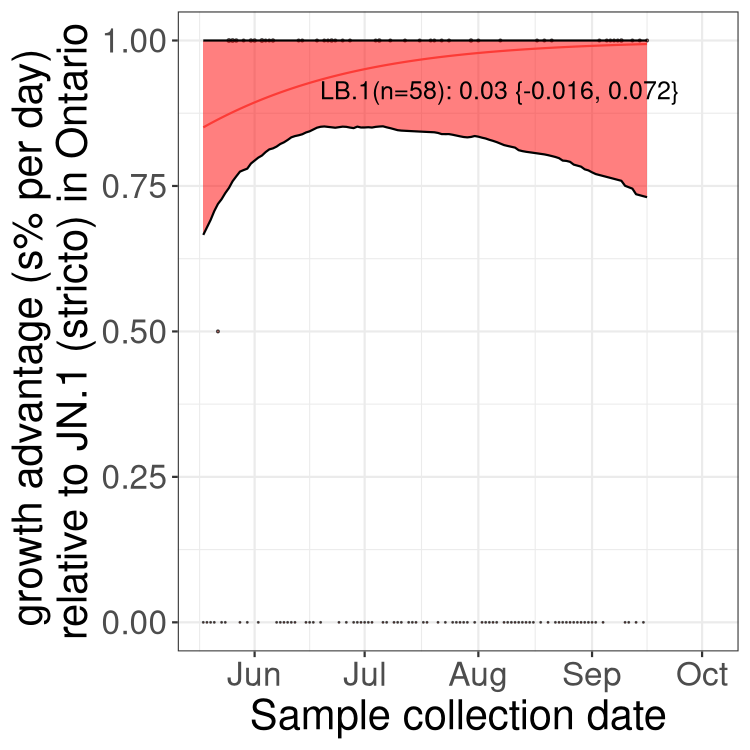 growth advantage (s% per day)
relative to JN.1 (stricto) in Ontario
1.00
0.75
0.50
0.25
0.00
LB.1(n=58): 0.03 {-0.016, 0.072}
Jun Jul Aug Sep Oct
Sample collection date